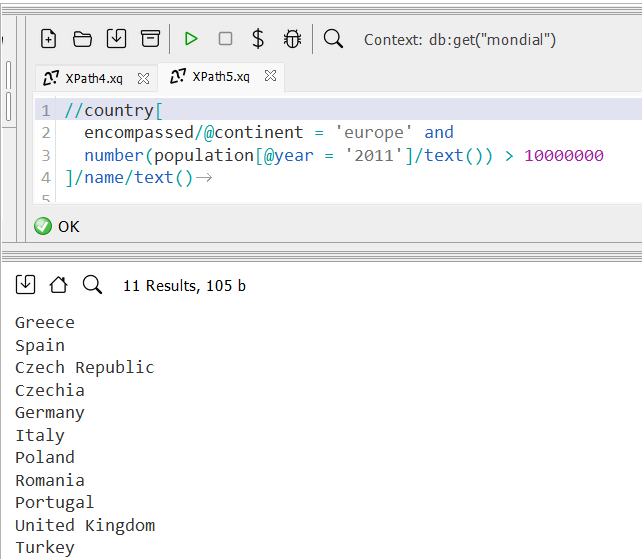 Context: db:get("mondial")
XPath4.xq
XPath5.xq
1 //country[
2 encompassed/@continent = 'europe' and
3 number(population[@year = '2011']/text()) > 10000000
4 ]/name/text()→
5
OK
11 Results, 105 b
Greece
Spain
Czech Republic
Czechia
Germany
Italy
Poland
Romania
Portugal
United Kingdom
Turkey